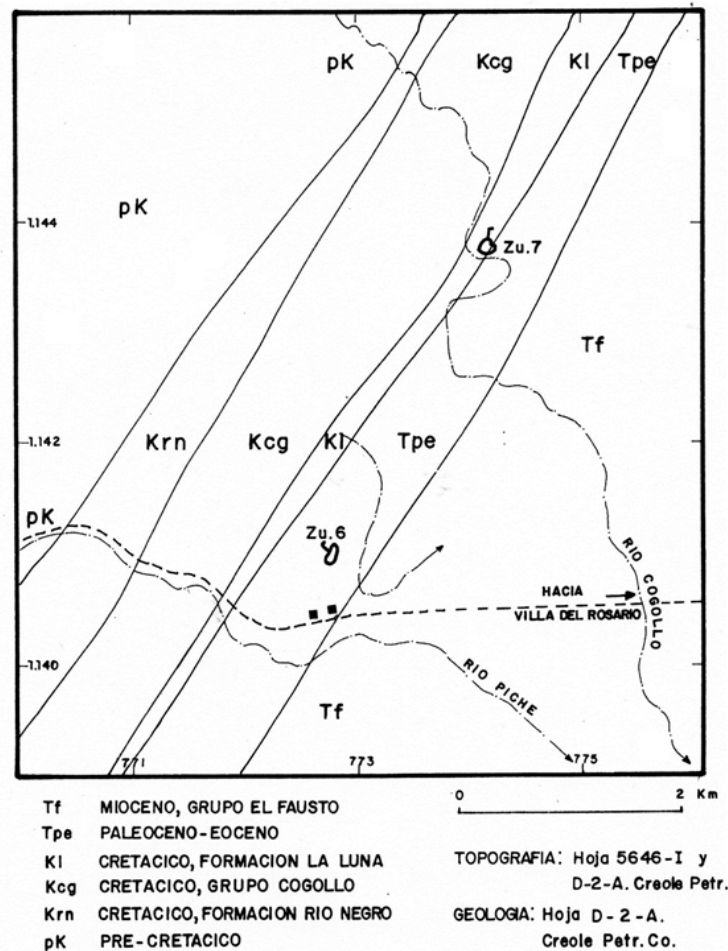 pK Kcg Kl Tpe
pK
1.144
Zu.7
Tf
1.142
Krn Kcg Kl Tpe
pK
Zu.6
RIO COGOLLO
HACIA
VILLA DEL ROSARIO
1.140
RIO PICHE
Tf
771 773 775
0 2 Km
Tf MIOCENO, GRUPO EL FAUSTO
Tpe PALEOCENO-EOCENO
Kl CRETACICO, FORMACION LA LUNA
Kcg CRETACICO, GRUPO COGOLLO
Krn CRETACICO, FORMACION RIO NEGRO
pK PRE-CRETACICO
TOPOGRAFIA: Hoja 5646-I y
D-2-A. Creole Petr.
GEOLOGIA: Hoja D-2-A.
Creole Petr. Co.